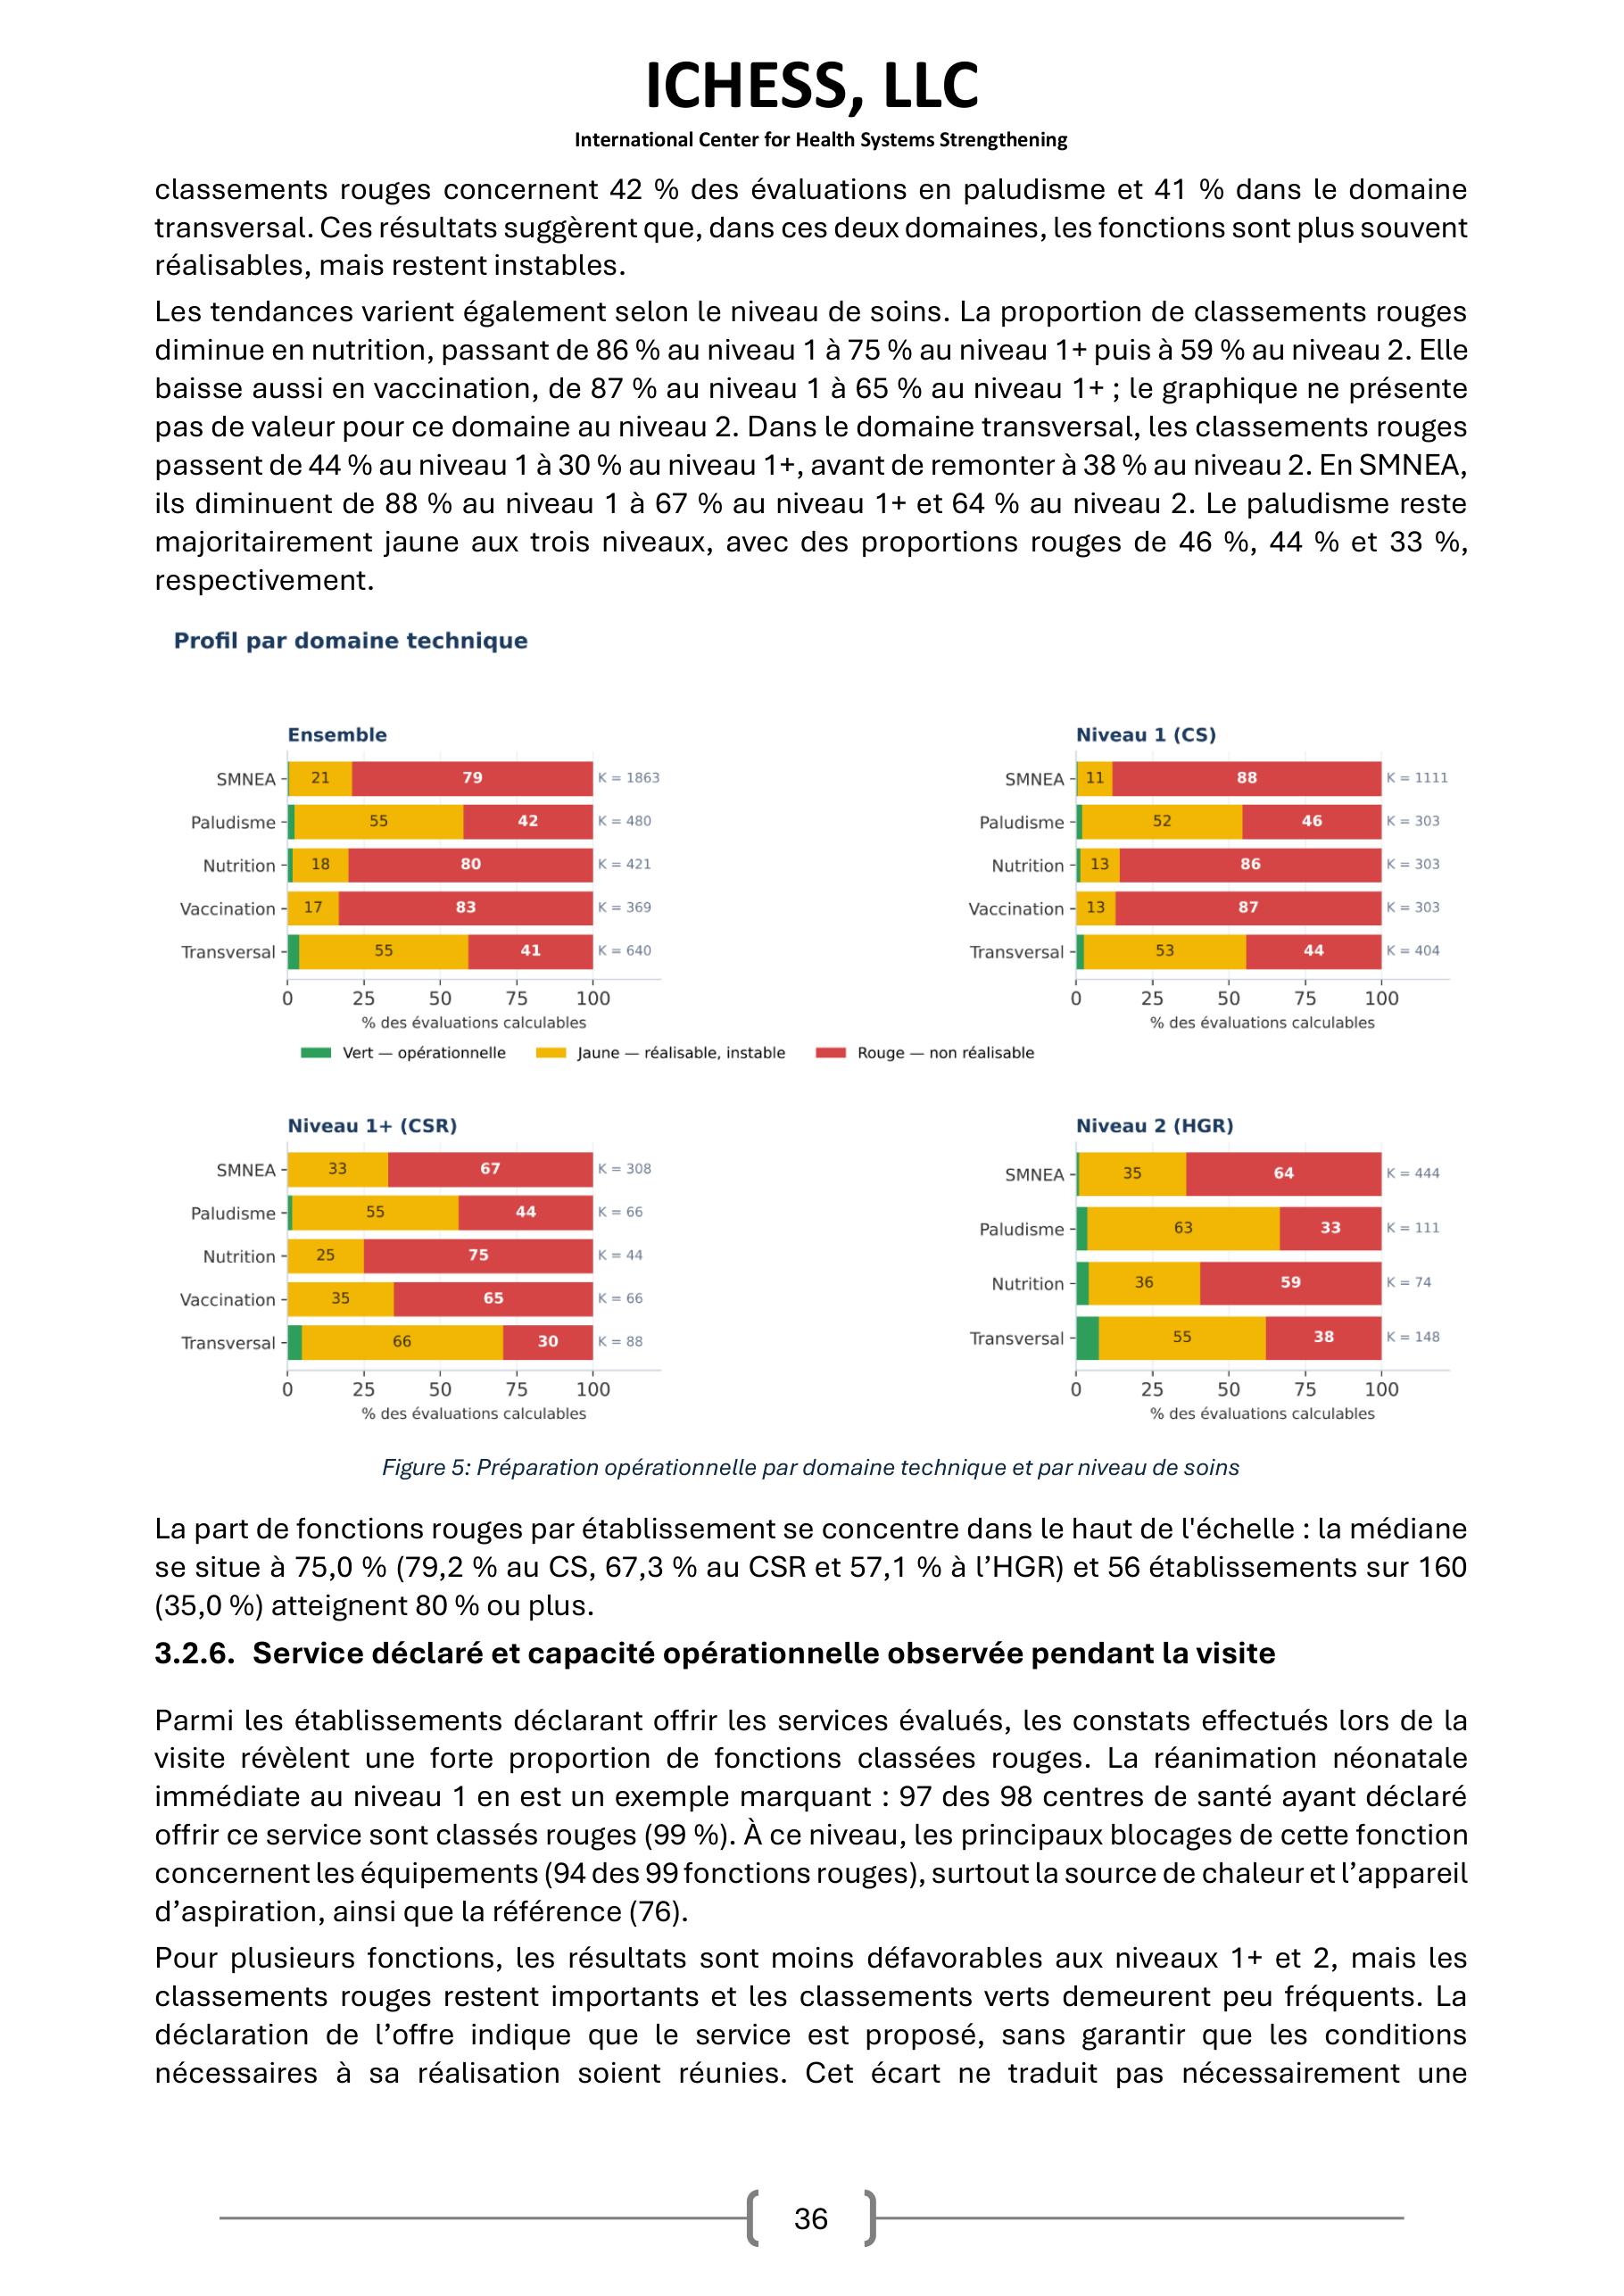 ICHESS, LLC
International Center for Health Systems Strengthening
classements rouges concernent 42 % des évaluations en paludisme et 41 % dans le domaine
transversal. Ces résultats suggèrent que, dans ces deux domaines, les fonctions sont plus souvent
réalisables, mais restent instables.
Les tendances varient également selon le niveau de soins. La proportion de classements rouges
diminue en nutrition, passant de 86 % au niveau 1 à 75 % au niveau 1+ puis à 59 % au niveau 2. Elle
baisse aussi en vaccination, de 87 % au niveau 1 à 65 % au niveau 1+ ; le graphique ne présente
pas de valeur pour ce domaine au niveau 2. Dans le domaine transversal, les classements rouges
passent de 44 % au niveau 1 à 30 % au niveau 1+, avant de remonter à 38 % au niveau 2. En SMNEA,
ils diminuent de 88 % au niveau 1 à 67 % au niveau 1+ et 64 % au niveau 2. Le paludisme reste
majoritairement jaune aux trois niveaux, avec des proportions rouges de 46 %, 44 % et 33 %,
respectivement.
Profil par domaine technique
Ensemble
SMNEA 21 79 K = 1863
Paludisme 55 42 K = 480
Nutrition 18 80 K = 421
Vaccination 17 83 K = 369
Transversal 55 41 K = 640
0 25 50 75 100
% des évaluations calculables
Niveau 1 (CS)
SMNEA 11 88 K = 1111
Paludisme 52 46 K = 303
Nutrition 13 86 K = 303
Vaccination 13 87 K = 303
Transversal 53 44 K = 404
0 25 50 75 100
% des évaluations calculables
Vert — opérationnelle Jaune — réalisable, instable Rouge — non réalisable
Niveau 1+ (CSR)
SMNEA 33 67 K = 308
Paludisme 55 44 K = 66
Nutrition 25 75 K = 44
Vaccination 35 65 K = 66
Transversal 66 30 K = 88
0 25 50 75 100
% des évaluations calculables
Niveau 2 (HGR)
SMNEA 35 64 K = 444
Paludisme 63 33 K = 111
Nutrition 36 59 K = 74
Transversal 55 38 K = 148
0 25 50 75 100
% des évaluations calculables
Figure 5: Préparation opérationnelle par domaine technique et par niveau de soins
La part de fonctions rouges par établissement se concentre dans le haut de l'échelle : la médiane
se situe à 75,0 % (79,2 % au CS, 67,3 % au CSR et 57,1 % à l’HGR) et 56 établissements sur 160
(35,0 %) atteignent 80 % ou plus.
3.2.6. Service déclaré et capacité opérationnelle observée pendant la visite
Parmi les établissements déclarant offrir les services évalués, les constats effectués lors de la
visite révèlent une forte proportion de fonctions classées rouges. La réanimation néonatale
immédiate au niveau 1 en est un exemple marquant : 97 des 98 centres de santé ayant déclaré
offrir ce service sont classés rouges (99 %). À ce niveau, les principaux blocages de cette fonction
concernent les équipements (94 des 99 fonctions rouges), surtout la source de chaleur et l’appareil
d’aspiration, ainsi que la référence (76).
Pour plusieurs fonctions, les résultats sont moins défavorables aux niveaux 1+ et 2, mais les
classements rouges restent importants et les classements verts demeurent peu fréquents. La
déclaration de l’offre indique que le service est proposé, sans garantir que les conditions
nécessaires à sa réalisation soient réunies. Cet écart ne traduit pas nécessairement une
36